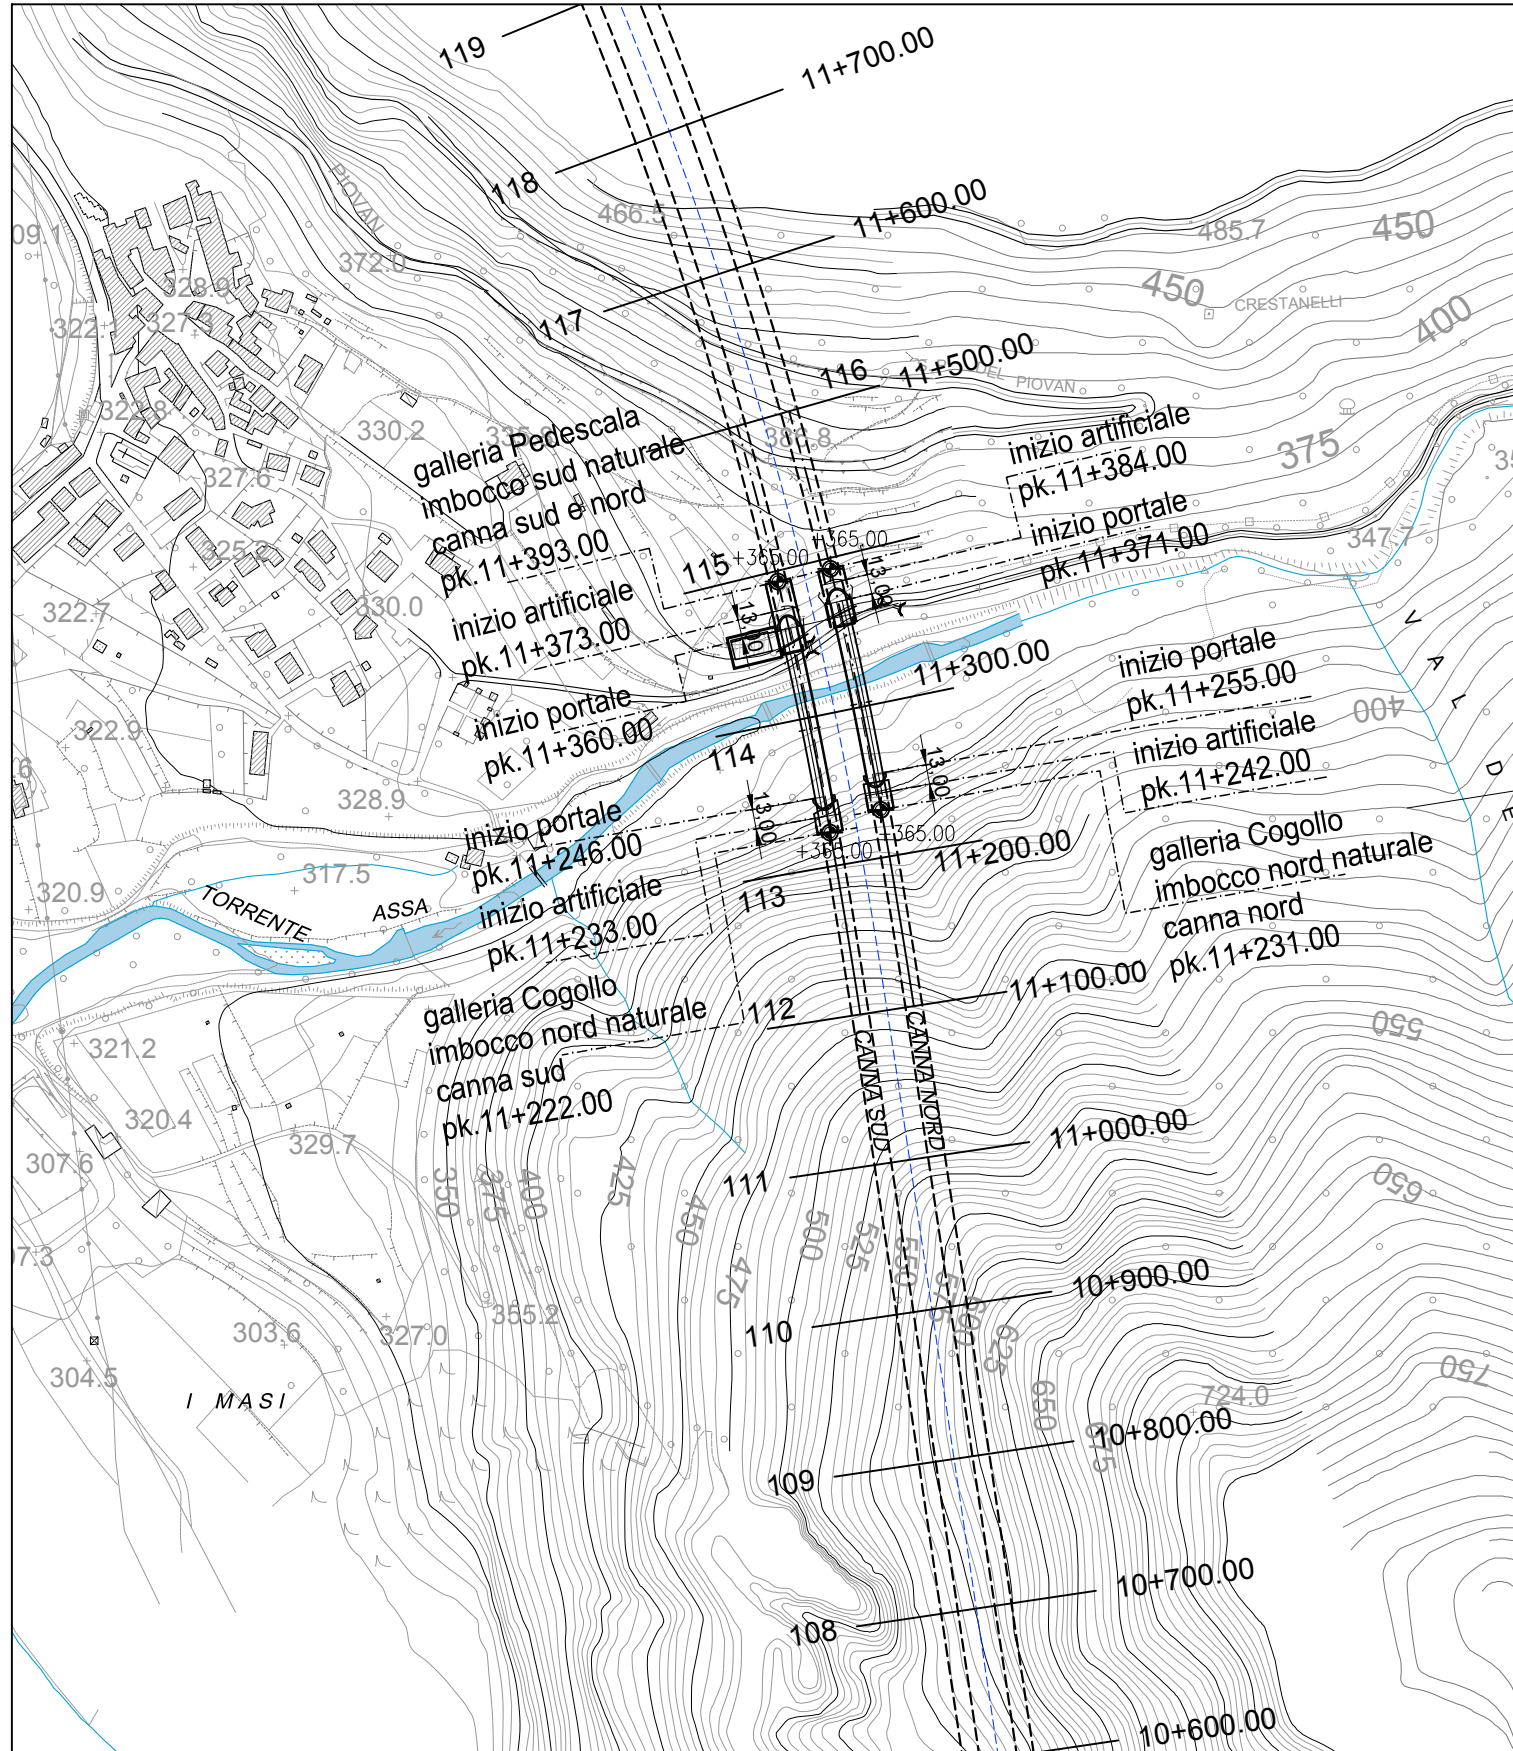 119
11+700.00
118
PIOVAN
466.5
11+600.00
485.7
450
372.0
328.9
450
CRESTANELLI
327.3
117
400
116
11+500.00
DEL PIOVAN
322.8
330.2
386.8
galleria Pedescala
imbocco sud naturale
canna sud e nord
pk.11+393.00
inizio artificiale
pk.11+384.00
375
327.6
inizio portale
pk.11+371.00
347.7
325.2
115
+365.00
+365.00
13.00
322.7
330.0
inizio artificiale
pk.11+373.00
13.00
V A L D E
11+300.00
inizio portale
pk.11+255.00
400
322.9
inizio portale
pk.11+360.00
114
inizio artificiale
pk.11+242.00
13.00
328.9
13.00
inizio portale
pk.11+246.00
+365.00
+365.00
11+200.00
galleria Cogollo
imbocco nord naturale
canna nord
pk.11+231.00
317.5
320.9
TORRENTE
ASSA
113
inizio artificiale
pk.11+233.00
11+100.00
galleria Cogollo
imbocco nord naturale
canna sud
pk.11+222.00
112
CANNA SUD
CANNA NORD
550
321.2
320.4
329.7
11+000.00
307.6
111
350
375
400
425
450
475
500
525
550
575
600
625
650
675
650
10+900.00
355.2
303.6
327.0
110
304.5
750
I MASI
724.0
10+800.00
109
10+700.00
108
10+600.00